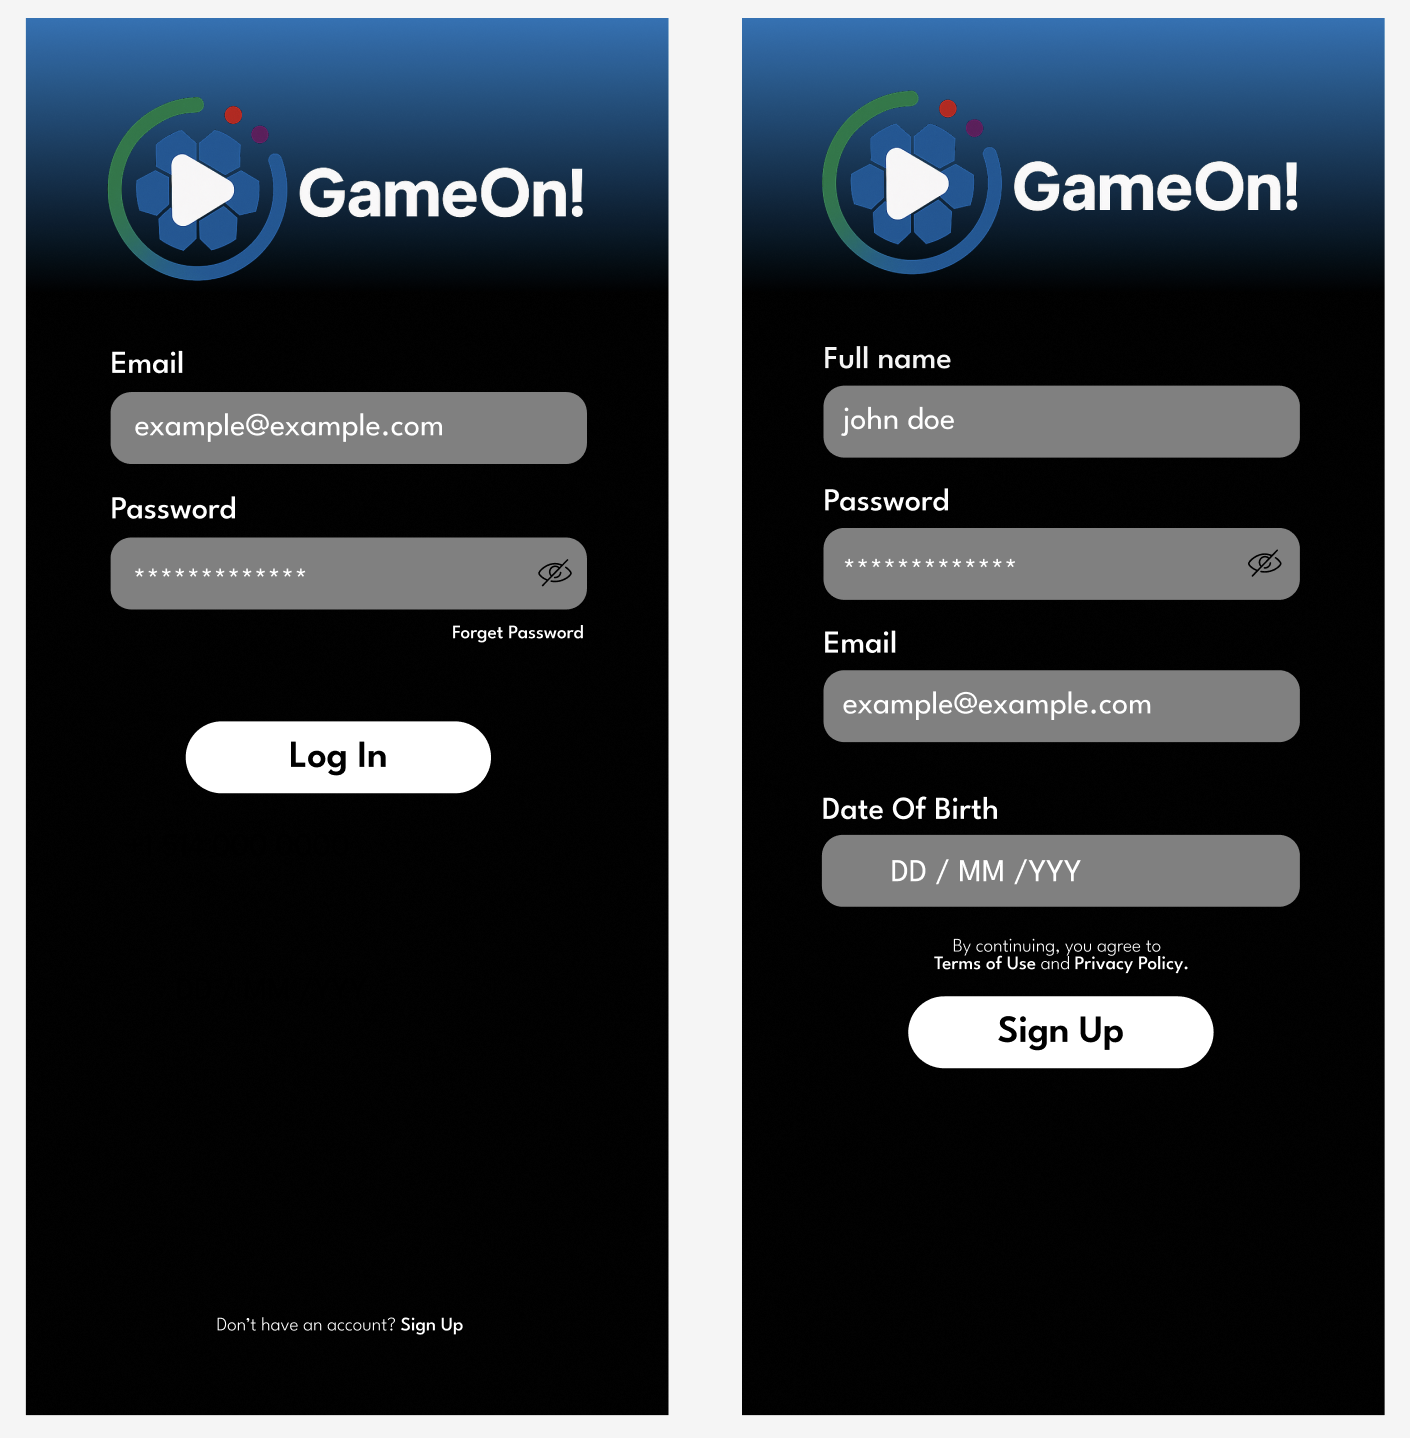 GameOn!
Email
example@example.com
Password
*************
Forget Password
Log In
Don't have an account? Sign Up
GameOn!
Full name
john doe
Password
*************
Email
example@example.com
Date Of Birth
DD / MM /YYY
By continuing, you agree to
Terms of Use and Privacy Policy.
Sign Up